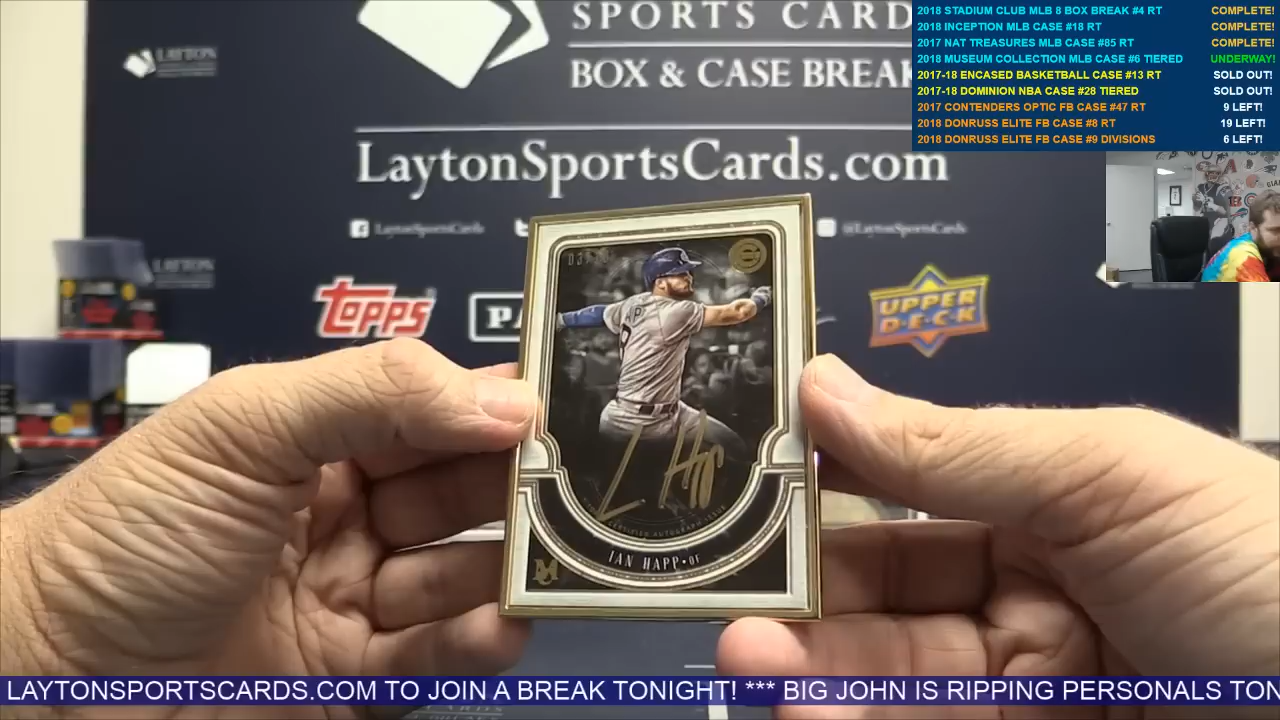 SPORTS CARD
BOX & CASE BREAK
LaytonSportsCards.com
LaytonSportsCards
@LaytonSportsCards
LAYTON
topps
PA
UPPER
DECK
IAN HAPP • OF
CERTIFIED AUTOGRAPH ISSUE
2018 STADIUM CLUB MLB 8 BOX BREAK #4 RT COMPLETE!
2018 INCEPTION MLB CASE #18 RT COMPLETE!
2017 NAT TREASURES MLB CASE #85 RT COMPLETE!
2018 MUSEUM COLLECTION MLB CASE #6 TIERED UNDERWAY!
2017-18 ENCASED BASKETBALL CASE #13 RT SOLD OUT!
2017-18 DOMINION NBA CASE #28 TIERED SOLD OUT!
2017 CONTENDERS OPTIC FB CASE #47 RT 9 LEFT!
2018 DONRUSS ELITE FB CASE #8 RT 19 LEFT!
2018 DONRUSS ELITE FB CASE #9 DIVISIONS 6 LEFT!
LAYTONSPORTSCARDS.COM TO JOIN A BREAK TONIGHT! *** BIG JOHN IS RIPPING PERSONALS TON